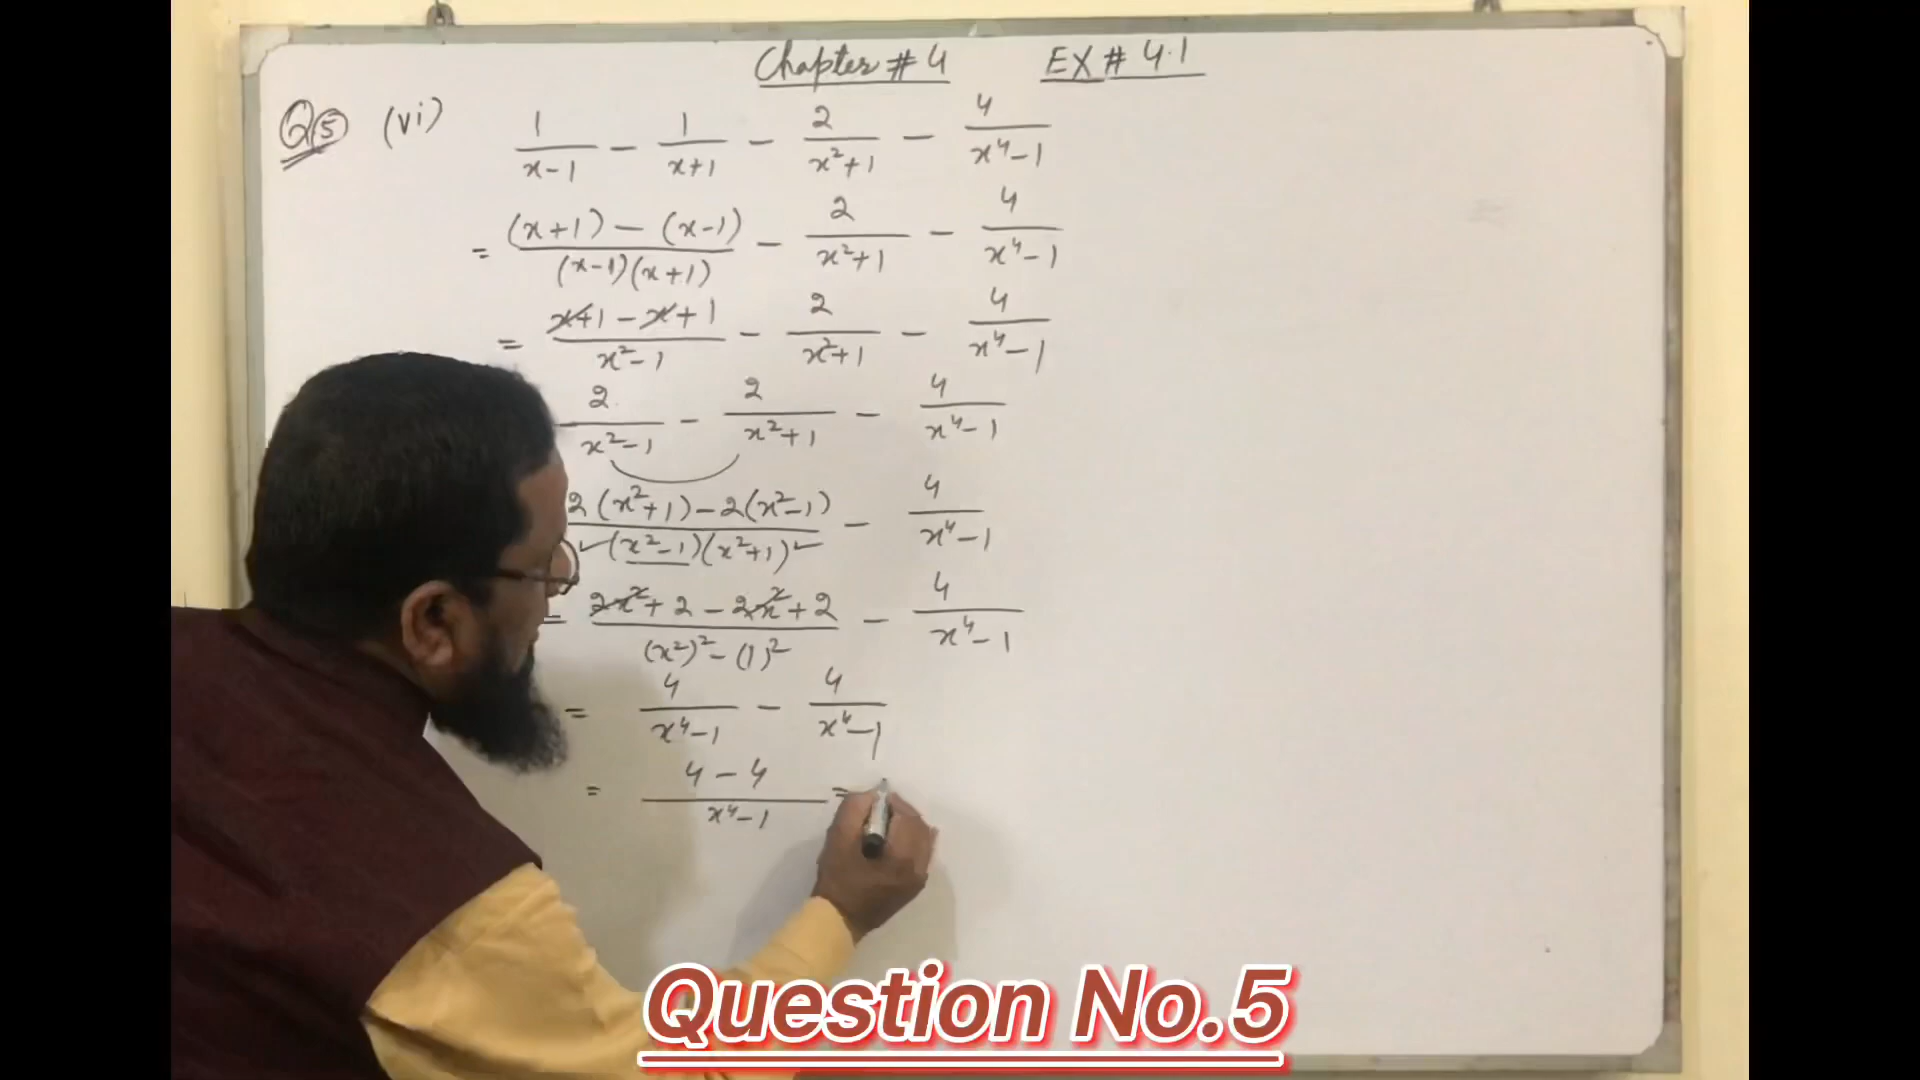 Chapter # 4 EX # 4.1
Q5 (vi) 1/(x-1) - 1/(x+1) - 2/(x²+1) - 4/(x⁴-1)
= ((x+1) - (x-1))/((x-1)(x+1)) - 2/(x²+1) - 4/(x⁴-1)
= (x+1-x+1)/(x²-1) - 2/(x²+1) - 4/(x⁴-1)
2/(x²-1) - 2/(x²+1) - 4/(x⁴-1)
(2(x²+1)-2(x²-1))/((x²-1)(x²+1)) - 4/(x⁴-1)
= (2x²+2-2x²+2)/((x²)²-(1)²) - 4/(x⁴-1)
= 4/(x⁴-1) - 4/(x⁴-1)
= (4-4)/(x⁴-1) =
Question No.5